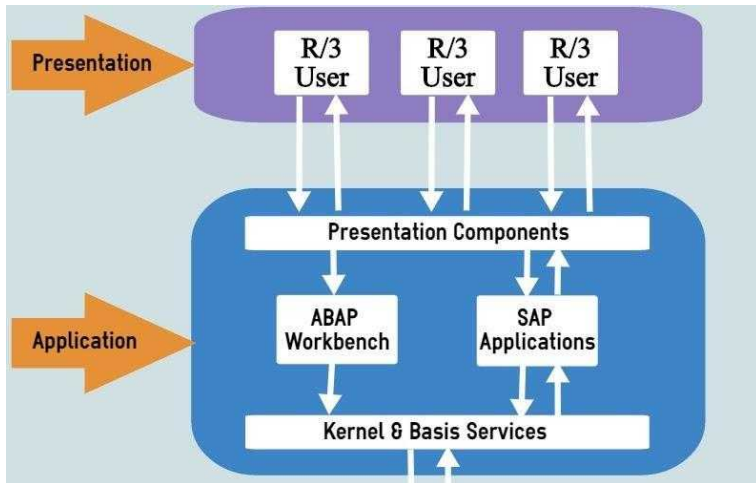 Presentation
R/3
User
R/3
User
R/3
User
Presentation Components
Application
ABAP
Workbench
SAP
Applications
Kernel & Basis Services